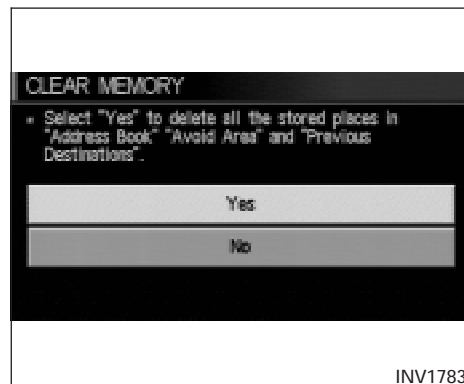 CLEAR MEMORY
Select "Yes" to delete all the stored places in
"Address Book" "Avoid Area" and "Previous
Destinations".
Yes
No
INV1783